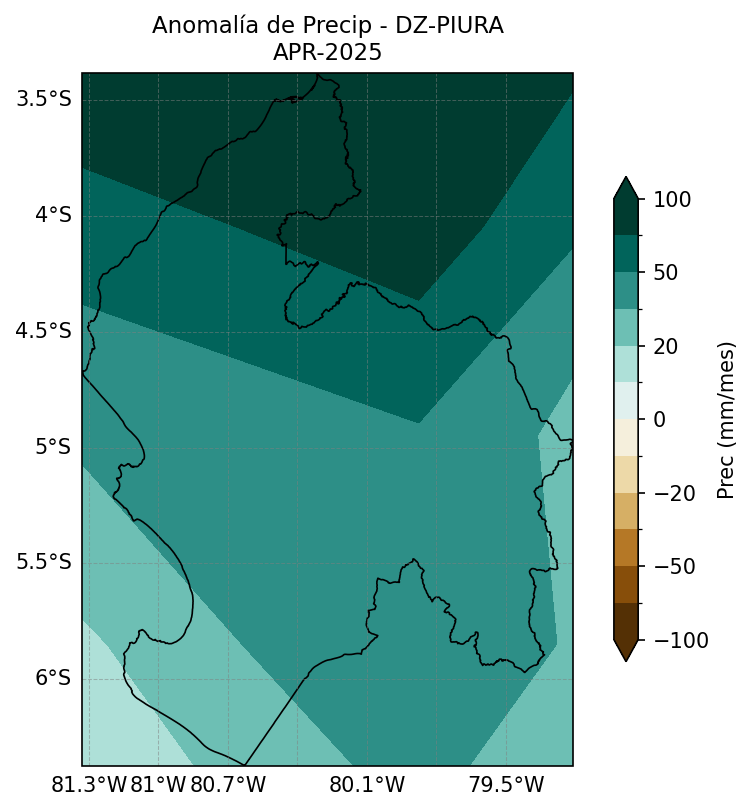 Anomalía de Precip - DZ-PIURA
APR-2025
3.5°S
4°S
4.5°S
5°S
5.5°S
6°S
81.3°W 81°W 80.7°W 80.1°W 79.5°W
100
50
20
0
−20
−50
−100
Prec (mm/mes)